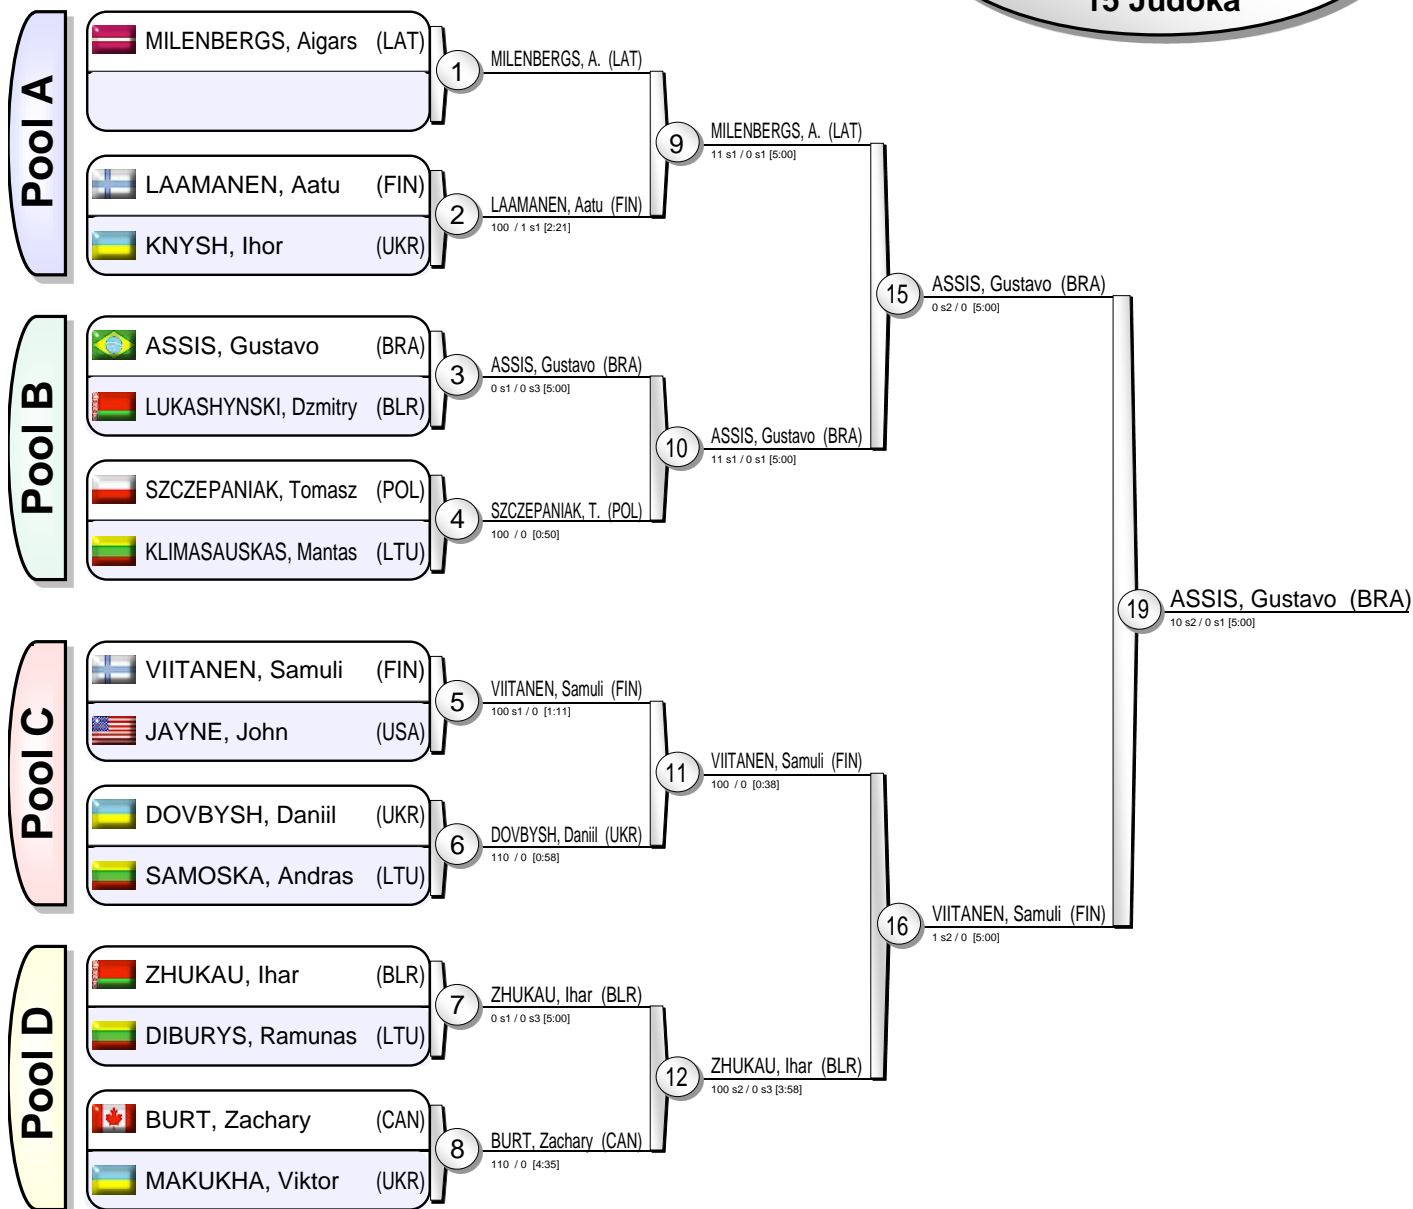 15 Judoka
Pool A
MILENBERGS, Aigars (LAT)
1
MILENBERGS, A. (LAT)
LAAMANEN, Aatu (FIN)
KNYSH, Ihor (UKR)
2
LAAMANEN, Aatu (FIN)
100 / 1 s1 [2:21]
9
MILENBERGS, A. (LAT)
11 s1 / 0 s1 [5:00]
Pool B
ASSIS, Gustavo (BRA)
LUKASHYNSKI, Dzmitry (BLR)
3
ASSIS, Gustavo (BRA)
0 s1 / 0 s3 [5:00]
SZCZEPANIAK, Tomasz (POL)
KLIMASAUSKAS, Mantas (LTU)
4
SZCZEPANIAK, T. (POL)
100 / 0 [0:50]
10
ASSIS, Gustavo (BRA)
11 s1 / 0 s1 [5:00]
15
ASSIS, Gustavo (BRA)
0 s2 / 0 [5:00]
Pool C
VIITANEN, Samuli (FIN)
JAYNE, John (USA)
5
VIITANEN, Samuli (FIN)
100 s1 / 0 [1:11]
DOVBYSH, Daniil (UKR)
SAMOSKA, Andras (LTU)
6
DOVBYSH, Daniil (UKR)
110 / 0 [0:58]
11
VIITANEN, Samuli (FIN)
100 / 0 [0:38]
Pool D
ZHUKAU, Ihar (BLR)
DIBURYS, Ramunas (LTU)
7
ZHUKAU, Ihar (BLR)
0 s1 / 0 s3 [5:00]
BURT, Zachary (CAN)
MAKUKHA, Viktor (UKR)
8
BURT, Zachary (CAN)
110 / 0 [4:35]
12
ZHUKAU, Ihar (BLR)
100 s2 / 0 s3 [3:58]
16
VIITANEN, Samuli (FIN)
1 s2 / 0 [5:00]
19
ASSIS, Gustavo (BRA)
10 s2 / 0 s1 [5:00]